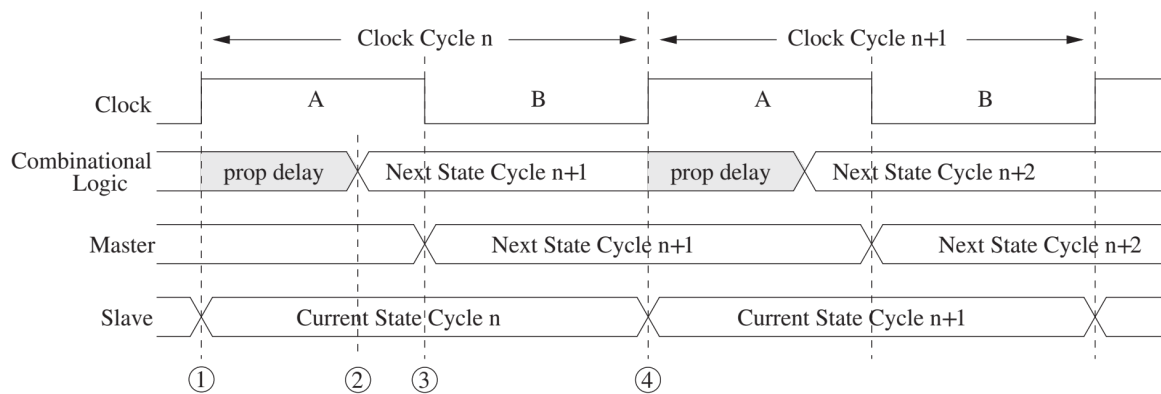 Clock Cycle n
Clock Cycle n+1
Clock
A
B
A
B
Combinational
Logic
prop delay
Next State Cycle n+1
prop delay
Next State Cycle n+2
Master
Next State Cycle n+1
Next State Cycle n+2
Slave
Current State Cycle n
Current State Cycle n+1
1
2
3
4